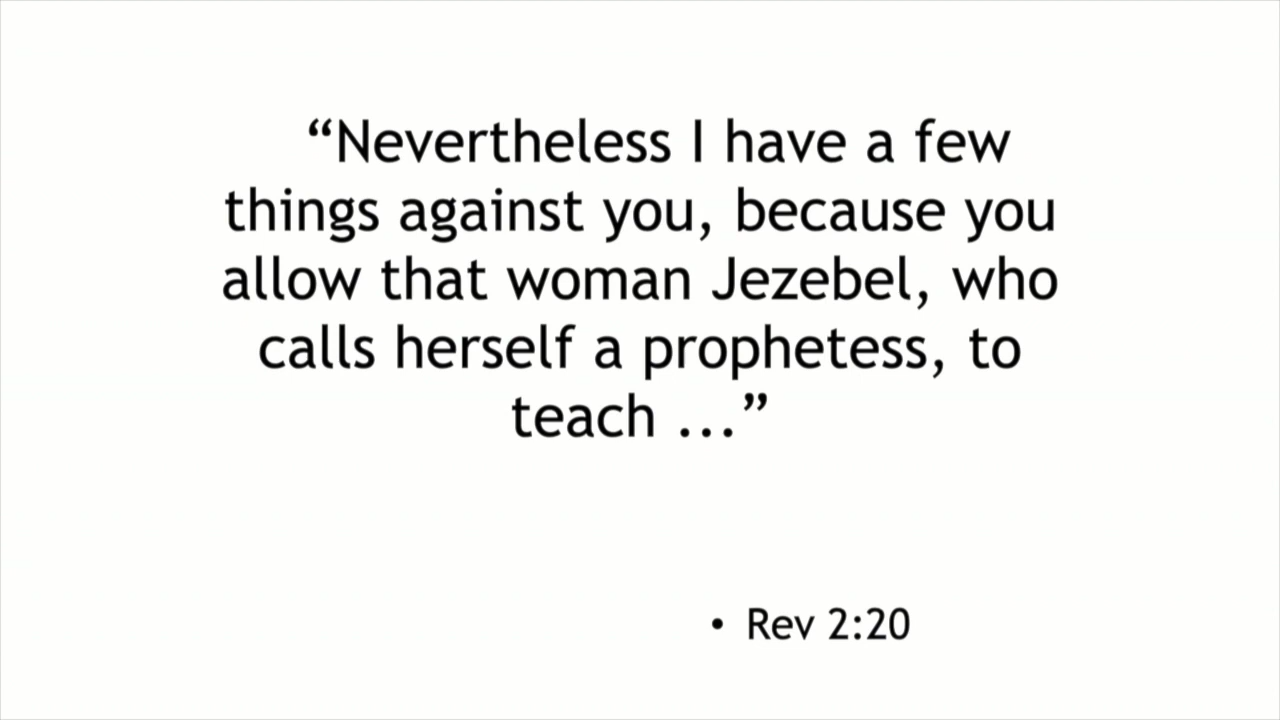 “Nevertheless I have a few
things against you, because you
allow that woman Jezebel, who
calls herself a prophetess, to
teach ...”
• Rev 2:20